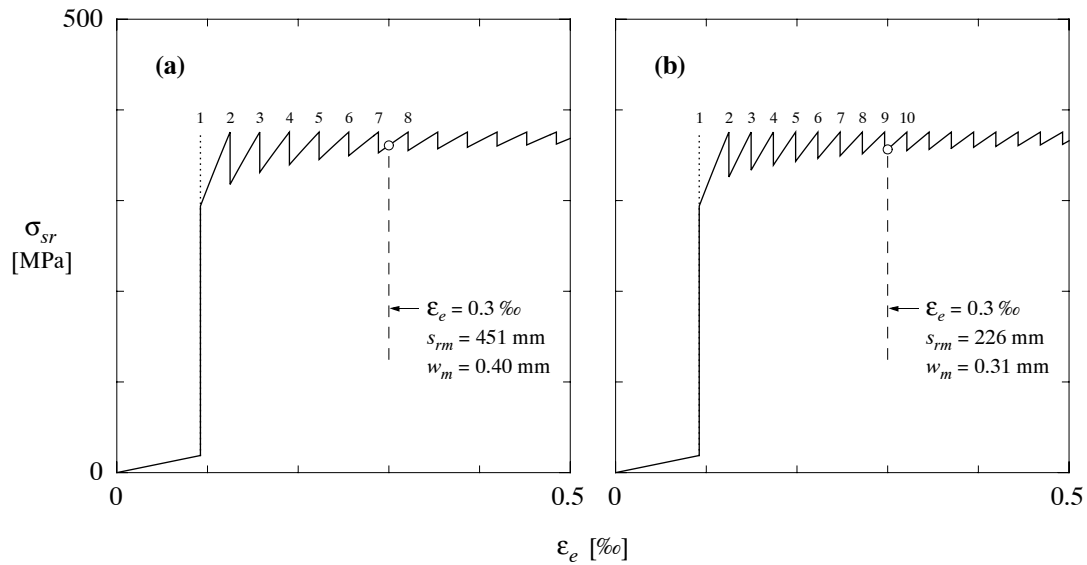 500
(a)
(b)
1 2 3 4 5 6 7 8
1 2 3 4 5 6 7 8 9 10
σsr
[MPa]
εe = 0.3 ‰
srm = 451 mm
wm = 0.40 mm
εe = 0.3 ‰
srm = 226 mm
wm = 0.31 mm
0
0 0.5 0 0.5
εe [‰]